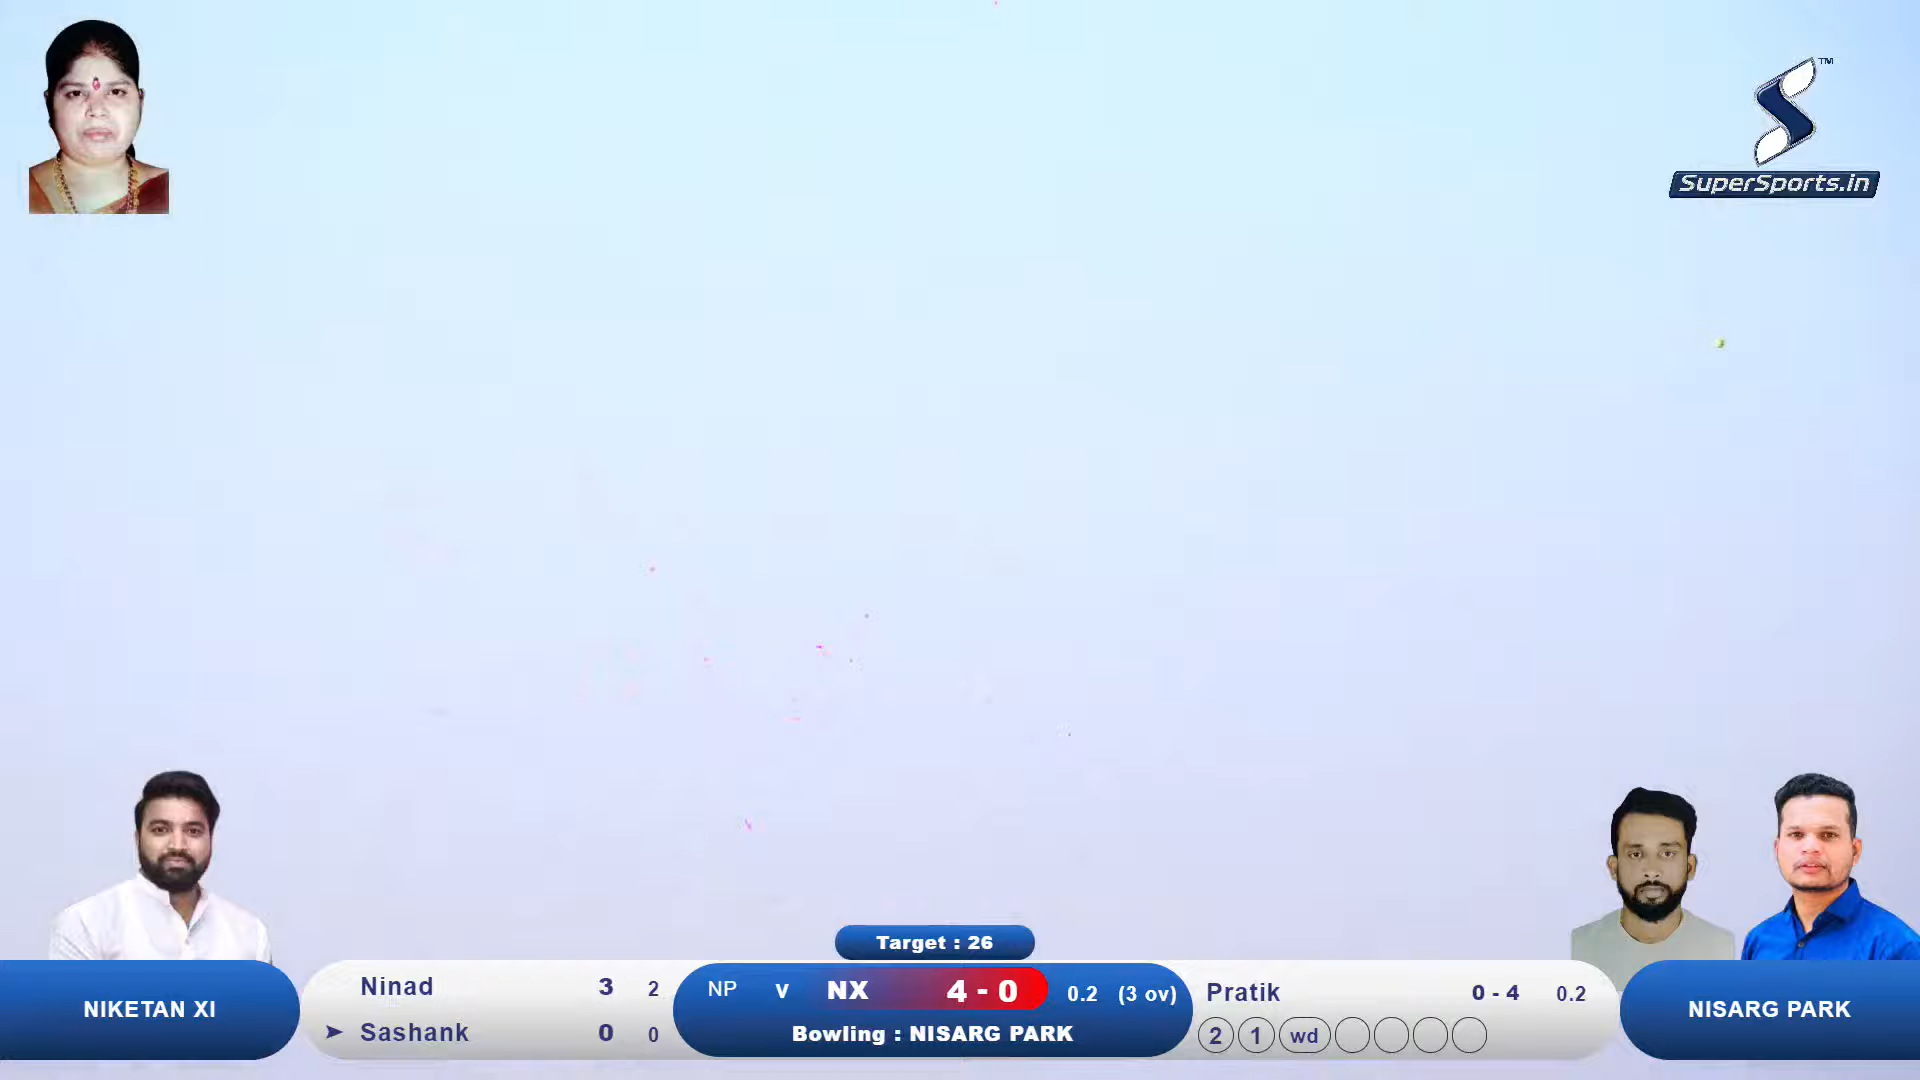 TM
SuperSports.in
Target : 26
NIKETAN XI
Ninad 3 2
➤ Sashank 0 0
NP v NX 4 - 0 0.2 (3 ov)
Bowling : NISARG PARK
Pratik 0 - 4 0.2
2 1 wd
NISARG PARK